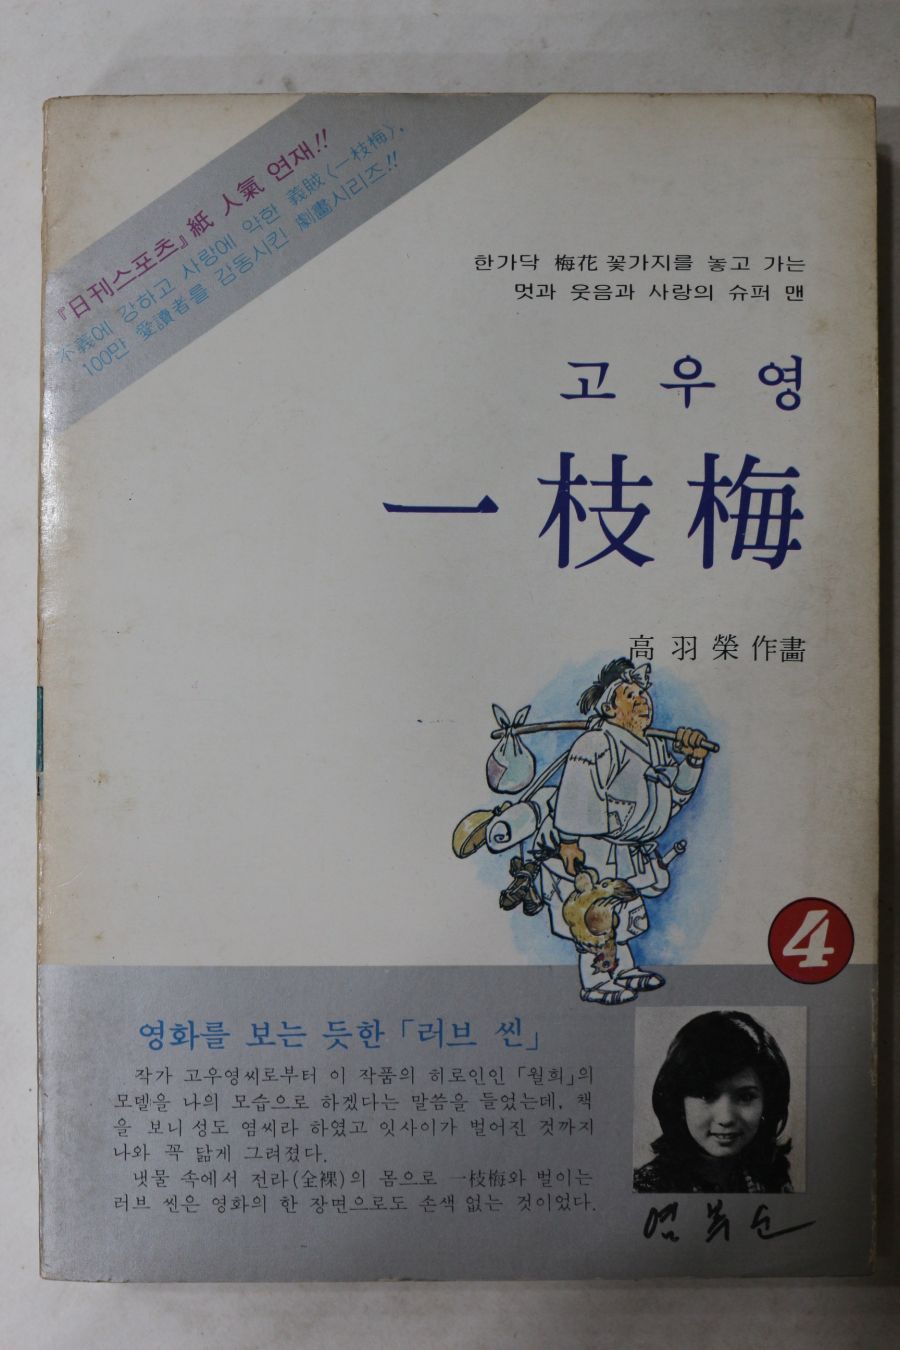 『日刊스포츠』紙 人氣 연재!!
不義에 강하고 사랑에 약한 義賊〈一枝梅〉.
100만 愛讀者를 감동시킨 劇畫시리즈!!
한가닥 梅花 꽃가지를 놓고 가는
멋과 웃음과 사랑의 슈퍼 맨
고우영
一枝梅
高羽榮 作畵
4
영화를 보는 듯한 「러브 씬」
작가 고우영씨로부터 이 작품의 히로인인 「월희」의
모델을 나의 모습으로 하겠다는 말씀을 들었는데, 책
을 보니 성도 염씨라 하였고 잇사이가 벌어진 것까지
나와 꼭 닮게 그려졌다.
냇물 속에서 전라(全裸)의 몸으로 一枝梅와 벌이는
러브 씬은 영화의 한 장면으로도 손색 없는 것이었다.
염복순